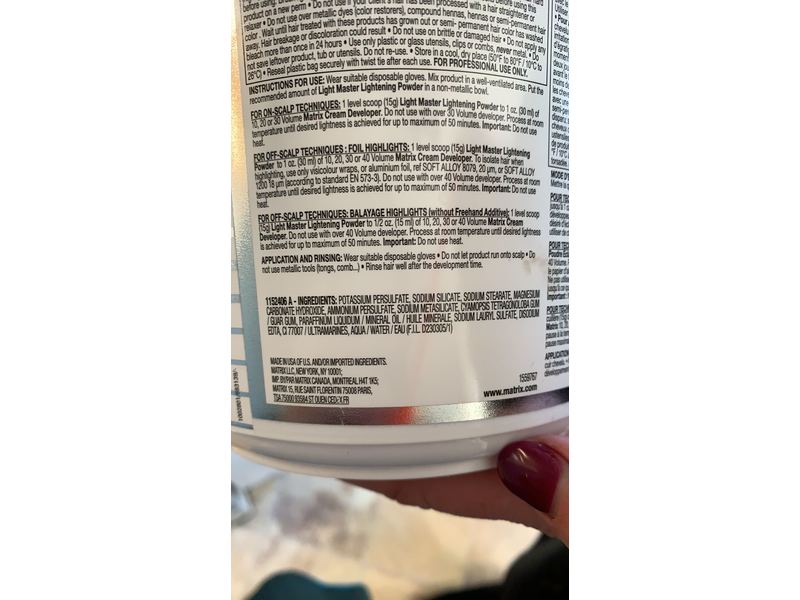 product on a new perm • Do not use if your client's hair has been processed with a hair straightener or
relaxer • Do not use over metallic dyes (color restorers), compound hennas, hennas or semi-permanent hair
color. Wait until hair treated with these products has grown out or semi- permanent hair color has washed
away. Hair breakage or discoloration could result • Do not use on brittle or damaged hair • Do not apply any
bleach more than once in 24 hours • Use only plastic or glass utensils, clips or combs, never metal. • Do
not save leftover product, tub or utensils. Do not re-use. • Store in a cool, dry place (50°F to 80°F / 10°C to
26°C) • Reseal plastic bag securely with twist tie after each use. FOR PROFESSIONAL USE ONLY.
INSTRUCTIONS FOR USE: Wear suitable disposable gloves. Mix product in a well-ventilated area. Put the
recommended amount of Light Master Lightening Powder in a non-metallic bowl.
FOR ON-SCALP TECHNIQUES: 1 level scoop (15g) Light Master Lightening Powder to 1 oz. (30 ml) of
10, 20 or 30 Volume Matrix Cream Developer. Do not use with over 30 Volume Developer. Process at room
temperature until desired lightness is achieved for up to maximum of 50 minutes. Important: Do not use
heat.
FOR OFF-SCALP TECHNIQUES : FOIL HIGHLIGHTS: 1 level scoop (15g) Light Master Lightening
Powder to 1 oz. (30 ml) of 10, 20, 30 or 40 Volume Matrix Cream Developer. To isolate hair when
highlighting, use only visicolour wraps, or aluminium foil, ref SOFT ALLOY 8079, 20 μm, or SOFT ALLOY
1200 18 μm (according to standard EN 573-3). Do not use with over 40 Volume developer. Process at room
temperature until desired lightness is achieved for up to maximum of 50 minutes. Important: Do not use
heat.
FOR OFF-SCALP TECHNIQUES: BALAYAGE HIGHLIGHTS (without Freehand Additive): 1 level scoop
(15g) Light Master Lightening Powder to 1/2 oz. (15 ml) of 10, 20, 30 or 40 Volume Matrix Cream
Developer. Do not use with over 40 Volume developer. Process at room temperature until desired lightness
is achieved for up to maximum of 50 minutes. Important: Do not use heat.
APPLICATION AND RINSING: Wear suitable disposable gloves • Do not let product run onto scalp • Do
not use metallic tools (tongs, comb...) • Rinse hair well after the development time.
1152406 A - INGREDIENTS: POTASSIUM PERSULFATE, SODIUM SILICATE, SODIUM STEARATE, MAGNESIUM
CARBONATE HYDROXIDE, AMMONIUM PERSULFATE, SODIUM METASILICATE, CYAMOPSIS TETRAGONOLOBA GUM
/ GUAR GUM, PARAFFINUM LIQUIDUM / MINERAL OIL / HUILE MINERALE, SODIUM LAURYL SULFATE, DISODIUM
EDTA, CI 77007 / ULTRAMARINES, AQUA / WATER / EAU (F.I.L. D230305/1)
MADE IN USA OF U.S. AND/OR IMPORTED INGREDIENTS.
MATRIX LLC, NEW YORK, NY 10001;
IMP. BY/PAR MATRIX CANADA, MONTREAL H4T 1K5;
MATRIX 15, RUE SAINT FLORENTIN 75008 PARIS,
TSA 75000 93584 ST OUEN CEDEX FR
1559767
www.matrix.com